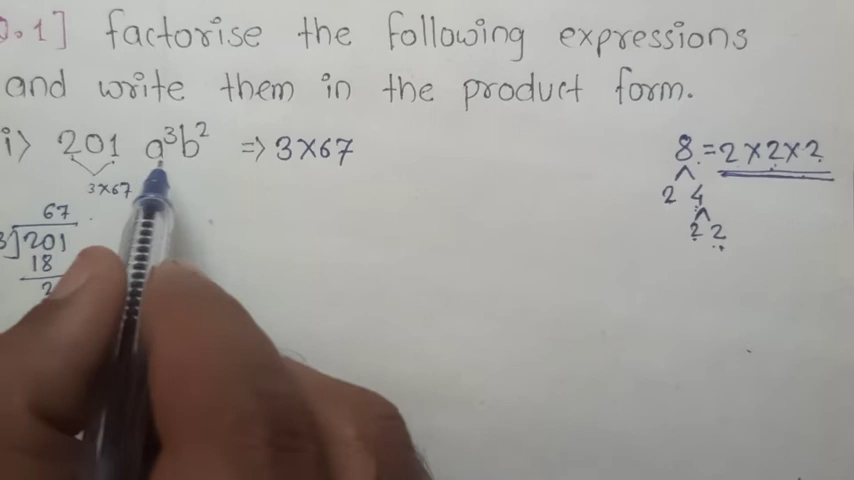 Q.1] factorise the following expressions
and write them in the product form.
i> 201 a³b² => 3×67
3×67
67
3)201
18
2
8 = 2×2×2
2 4
2 2